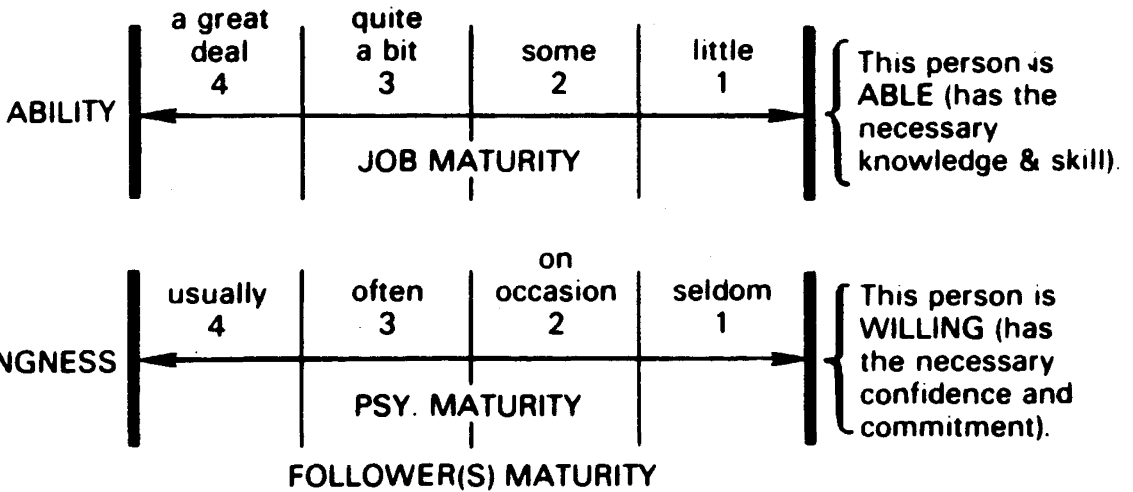 a great deal 4
quite a bit 3
some 2
little 1
ABILITY
JOB MATURITY
This person is
ABLE (has the
necessary
knowledge & skill).
usually 4
often 3
on occasion 2
seldom 1
NGNESS
PSY. MATURITY
This person is
WILLING (has
the necessary
confidence and
commitment).
FOLLOWER(S) MATURITY